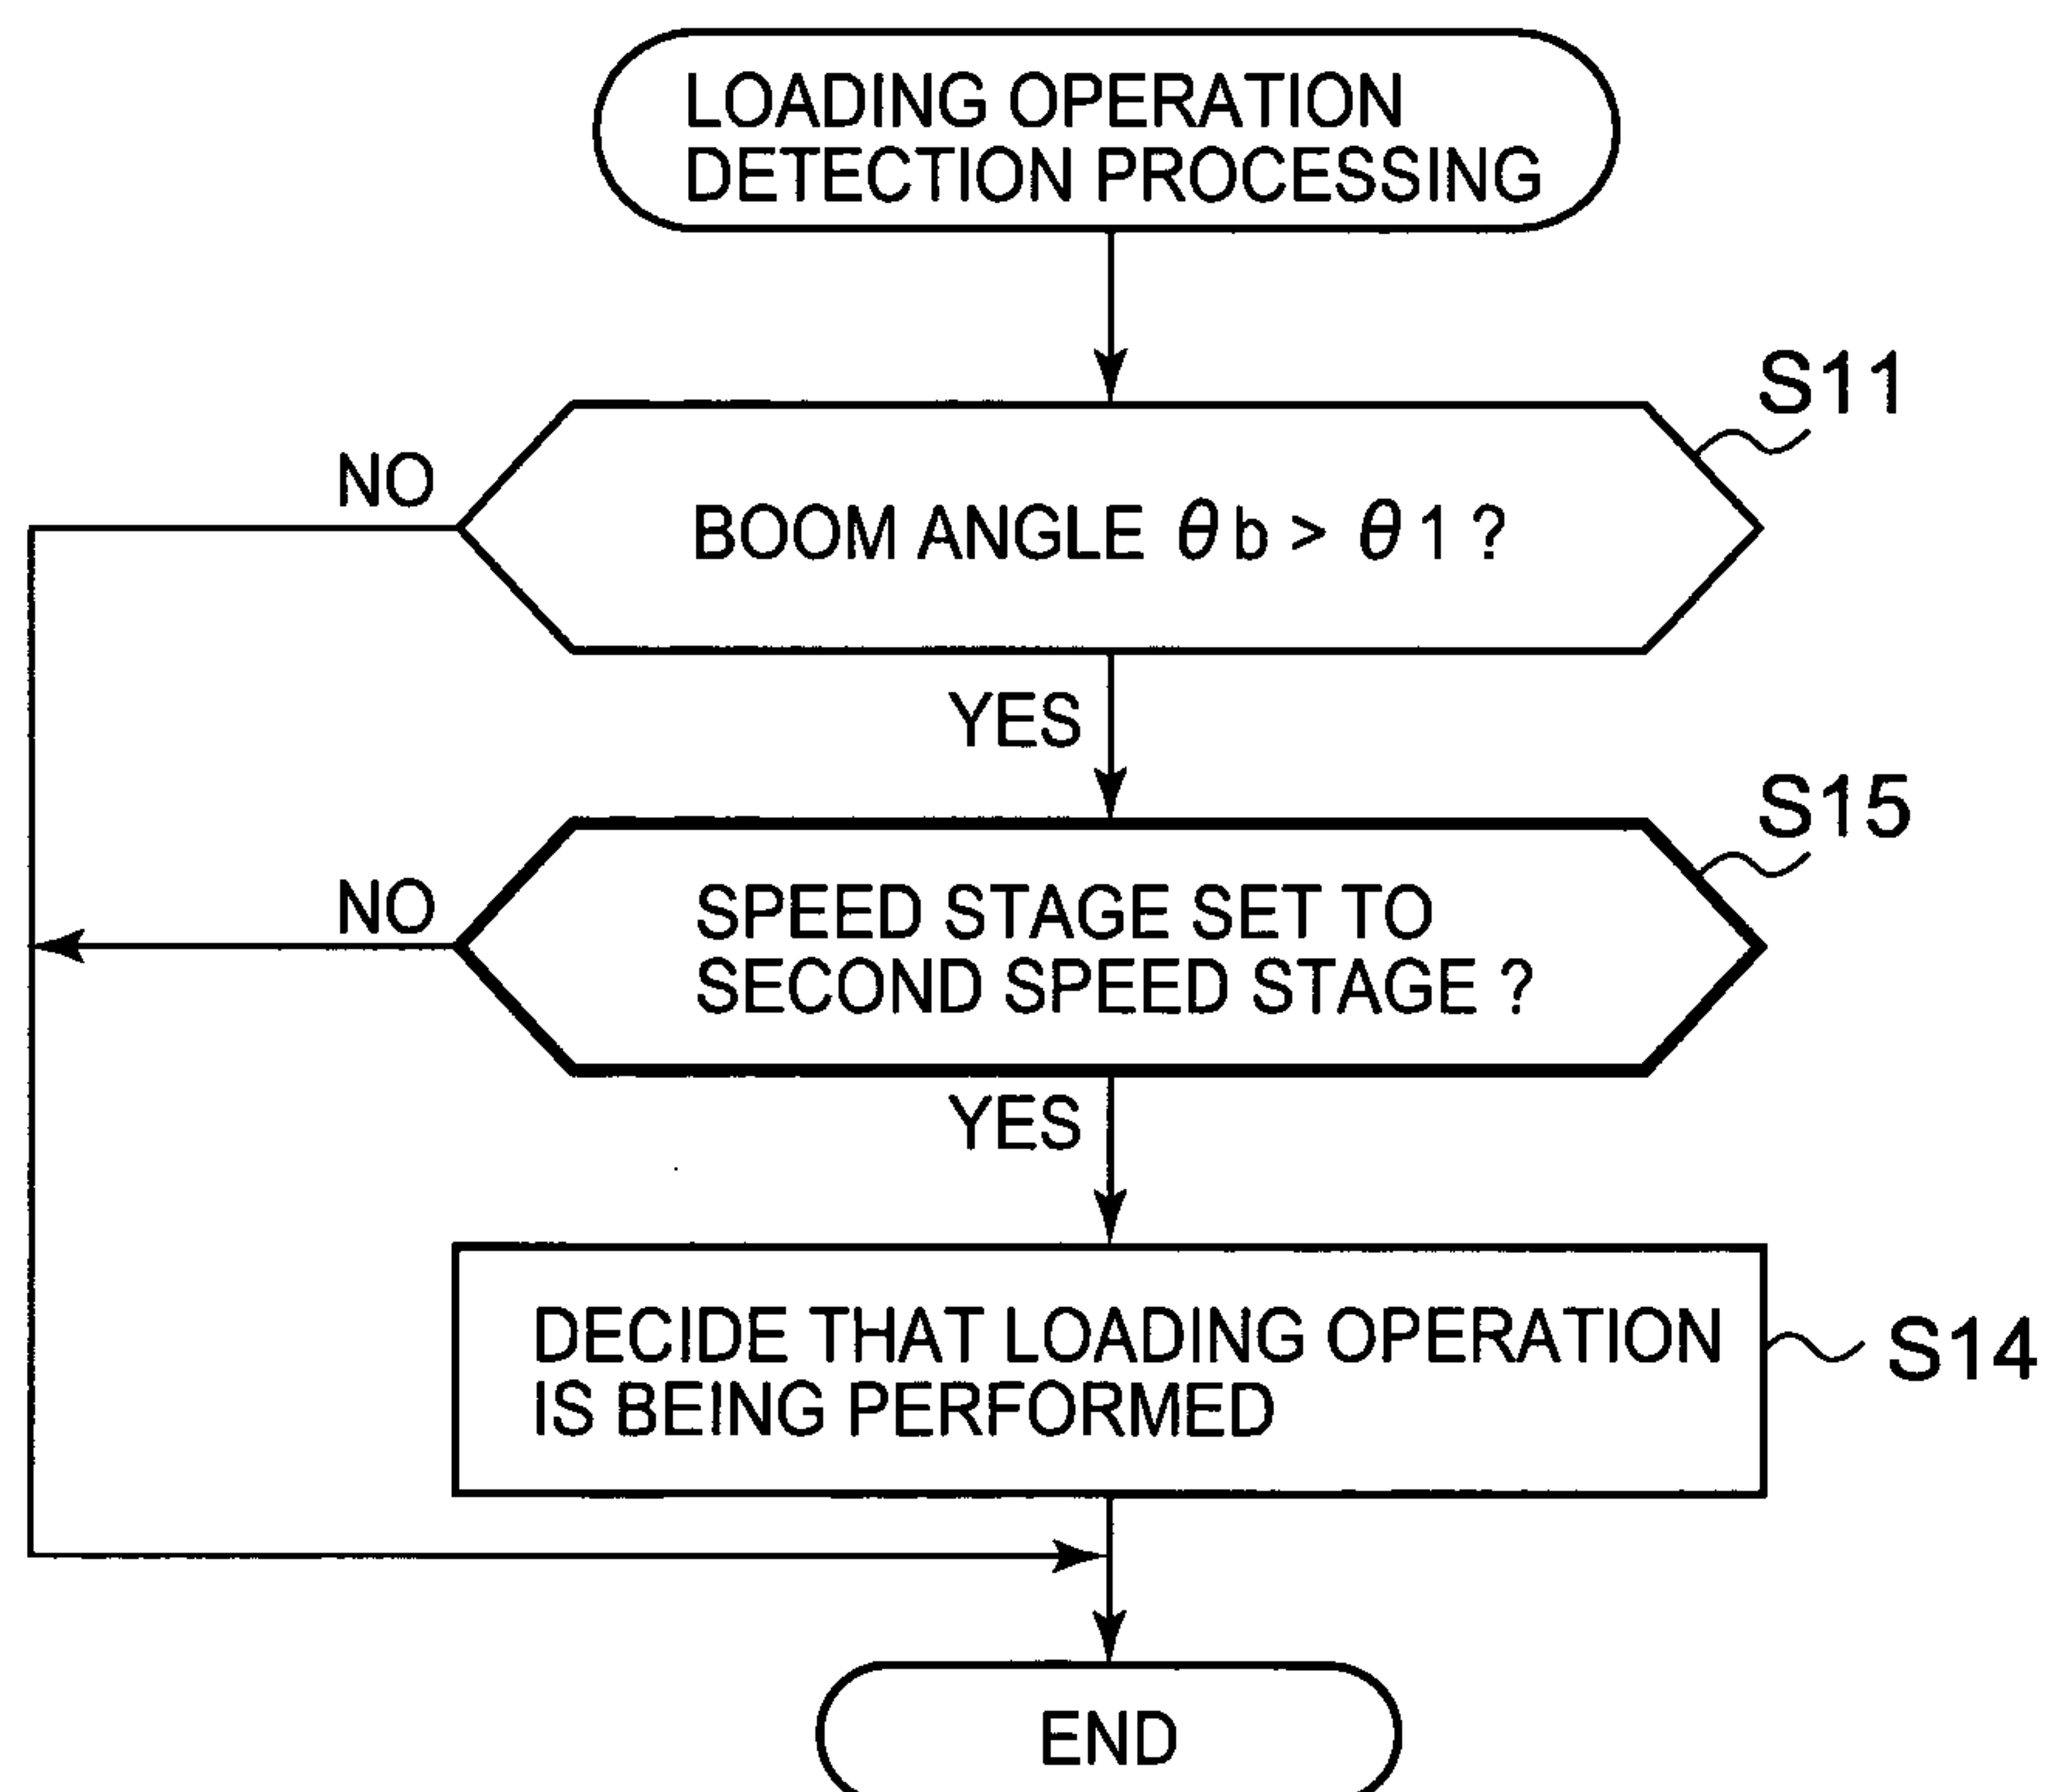 LOADING OPERATION
DETECTION PROCESSING
S11
NO
BOOM ANGLE θb > θ1 ?
YES
S15
NO
SPEED STAGE SET TO
SECOND SPEED STAGE ?
YES
DECIDE THAT LOADING OPERATION
IS BEING PERFORMED
S14
END